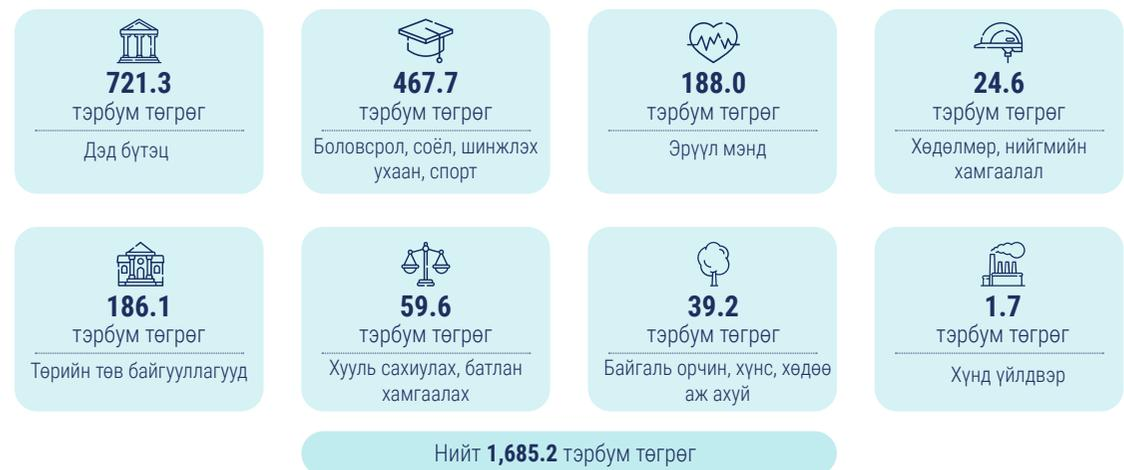 721.3
тэрбум төгрөг
Дэд бүтэц
467.7
тэрбум төгрөг
Боловсрол, соёл, шинжлэх
ухаан, спорт
188.0
тэрбум төгрөг
Эрүүл мэнд
24.6
тэрбум төгрөг
Хөдөлмөр, нийгмийн
хамгаалал
186.1
тэрбум төгрөг
Төрийн төв байгууллагууд
59.6
тэрбум төгрөг
Хууль сахиулах, батлан
хамгаалах
39.2
тэрбум төгрөг
Байгаль орчин, хүнс, хөдөө
аж ахуй
1.7
тэрбум төгрөг
Хүнд үйлдвэр
Нийт 1,685.2 тэрбум төгрөг